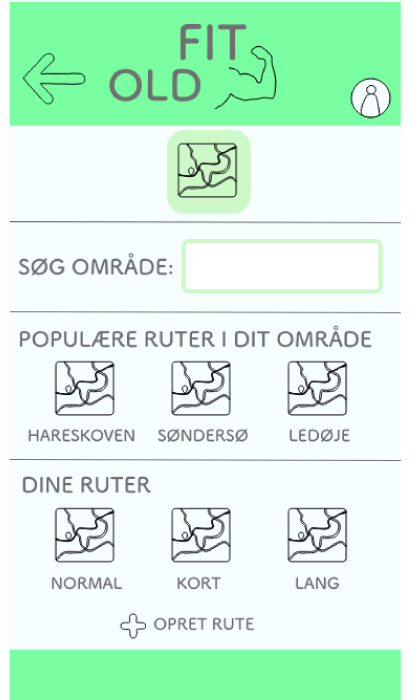 FIT
OLD
SØG OMRÅDE:
POPULÆRE RUTER I DIT OMRÅDE
HARESKOVEN SØNDERSØ LEDØJE
DINE RUTER
NORMAL KORT LANG
OPRET RUTE